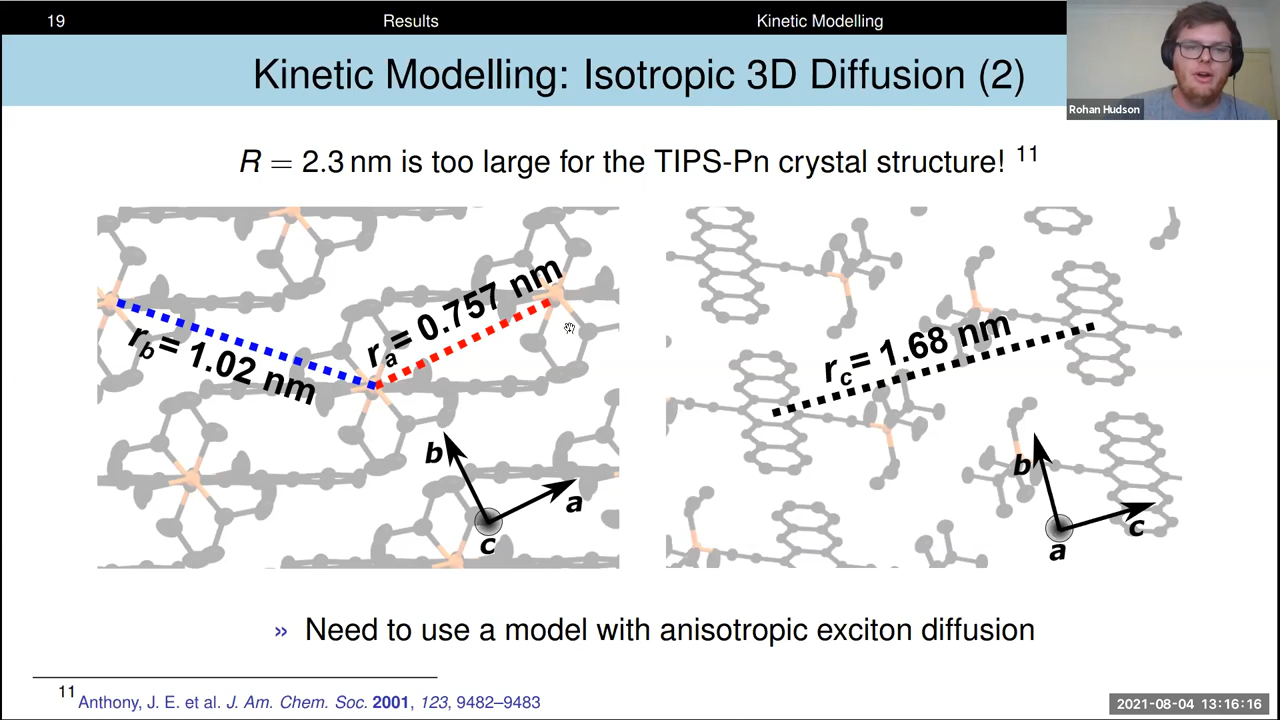 19 Results Kinetic Modelling
Kinetic Modelling: Isotropic 3D Diffusion (2)
Rohan Hudson
R = 2.3 nm is too large for the TIPS-Pn crystal structure! 11
r_b = 1.02 nm
r_a = 0.757 nm
b
a
c
r_c = 1.68 nm
b
c
a
» Need to use a model with anisotropic exciton diffusion
11 Anthony, J. E. et al. J. Am. Chem. Soc. 2001, 123, 9482–9483
2021-08-04 13:16:16